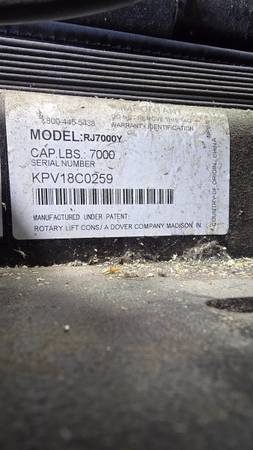 IMPORTANT
1-800-445-5438
DO NOT REMOVE THIS TAG
WARRANTY IDENTIFICATION
MODEL:RJ7000Y
CAP.LBS.: 7000
SERIAL NUMBER
KPV18C0259
MANUFACTURED UNDER PATENT:
ROTARY LIFT CONS/ A DOVER COMPANY MADISON IN
COUNTRY OF ORIGIN, CHINA